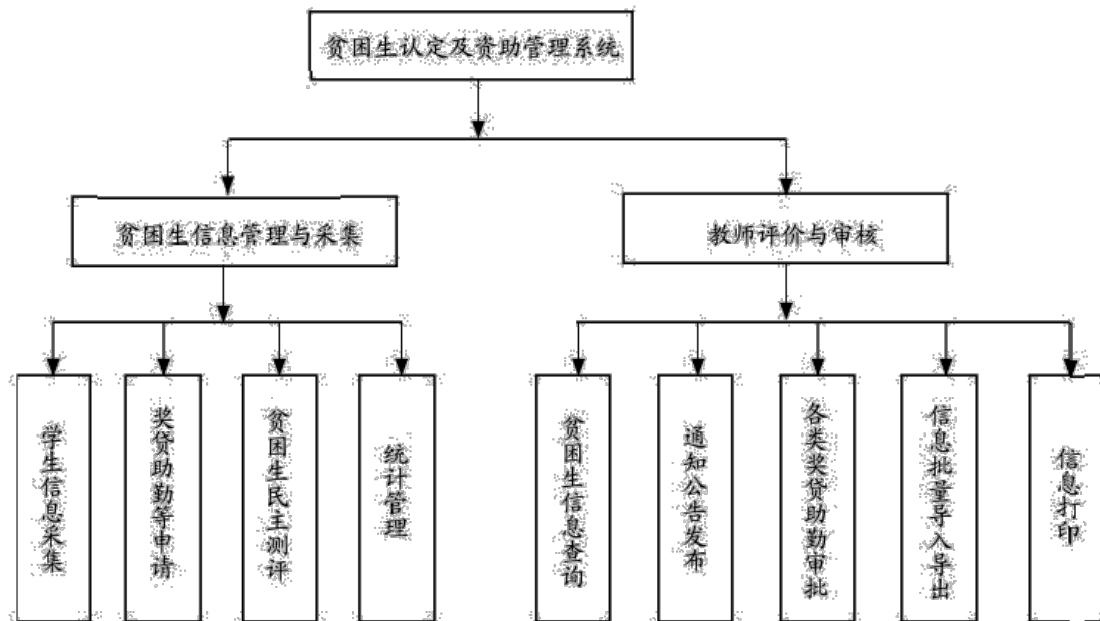 贫困生认定及资助管理系统
贫困生信息管理与采集
教师评价与审核
学生信息采集
奖贷助勤等申请
贫困生民主测评
统计管理
贫困生信息查询
通知公告发布
各类奖贷助勤审批
信息批量导入导出
信息打印